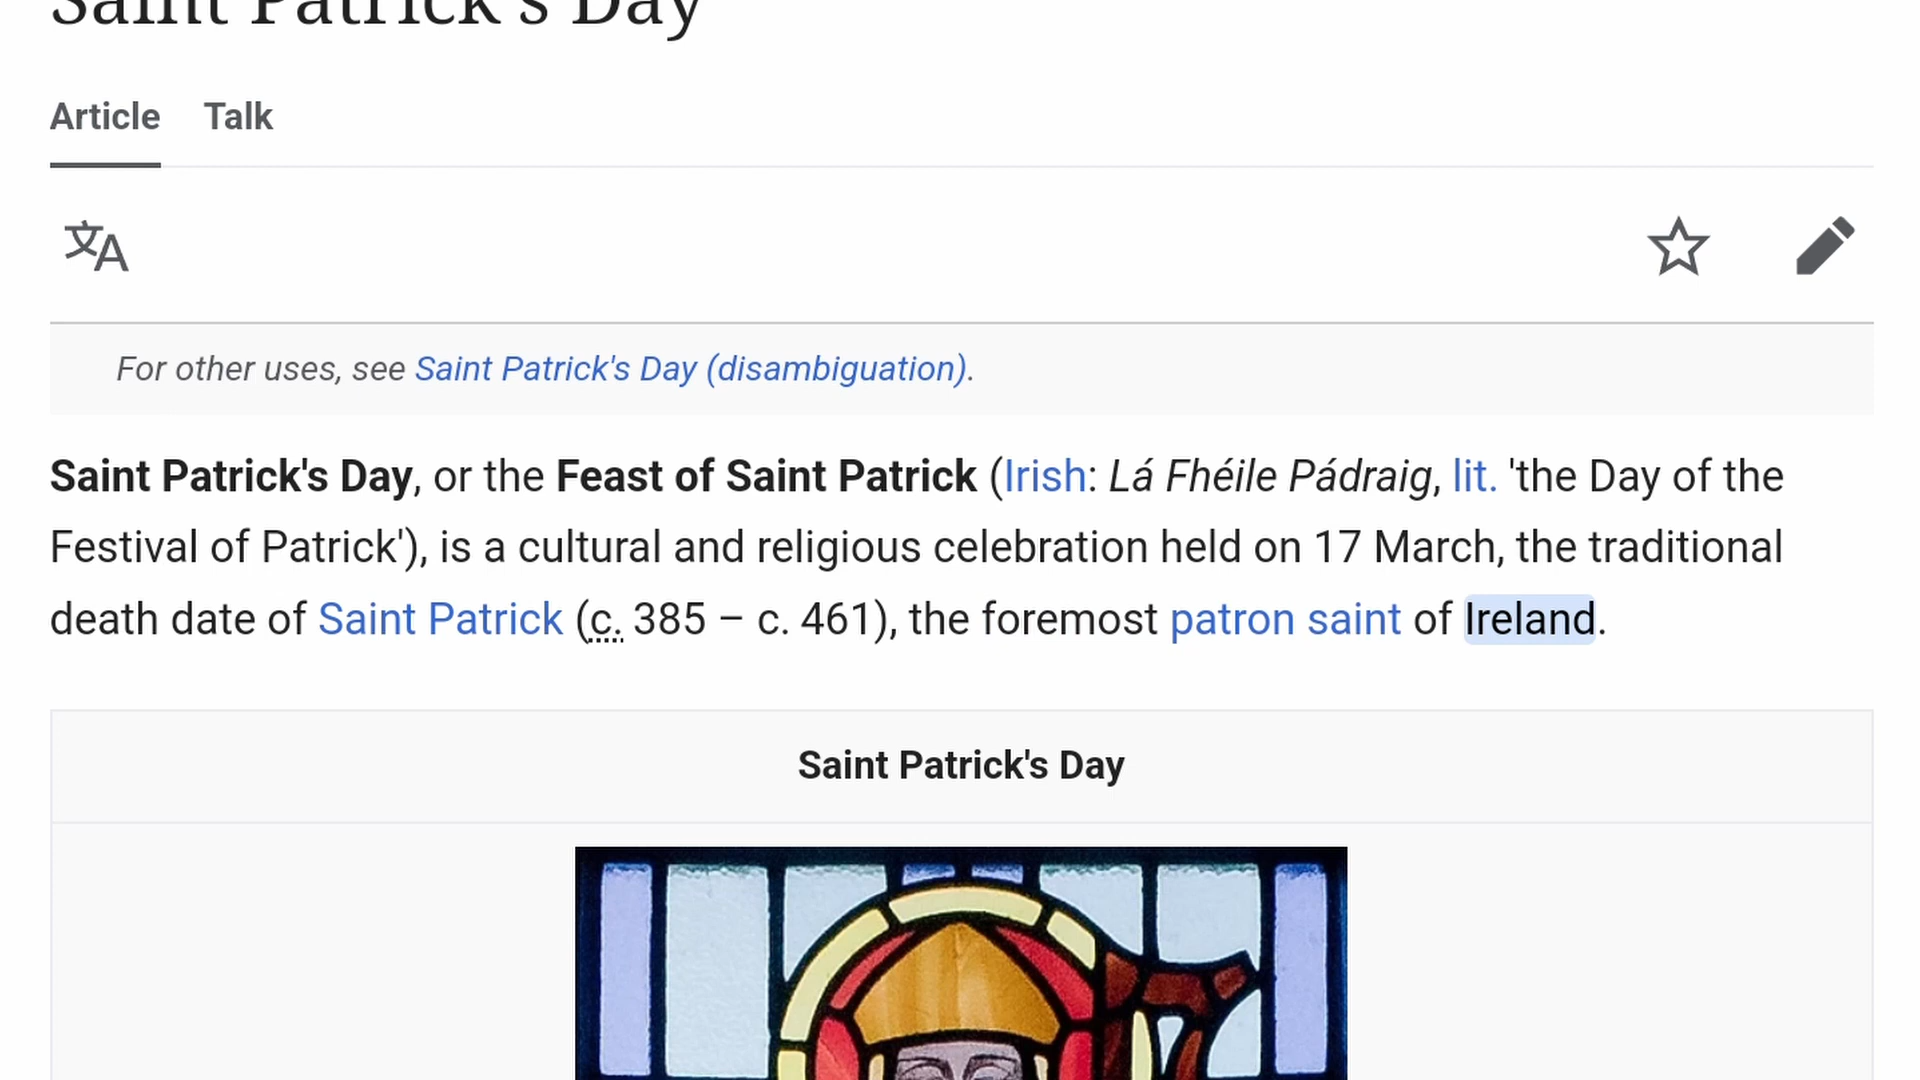 Saint Patrick's Day
Article Talk
For other uses, see Saint Patrick's Day (disambiguation).
Saint Patrick's Day, or the Feast of Saint Patrick (Irish: Lá Fhéile Pádraig, lit. 'the Day of the
Festival of Patrick'), is a cultural and religious celebration held on 17 March, the traditional
death date of Saint Patrick (c. 385 – c. 461), the foremost patron saint of Ireland.
Saint Patrick's Day